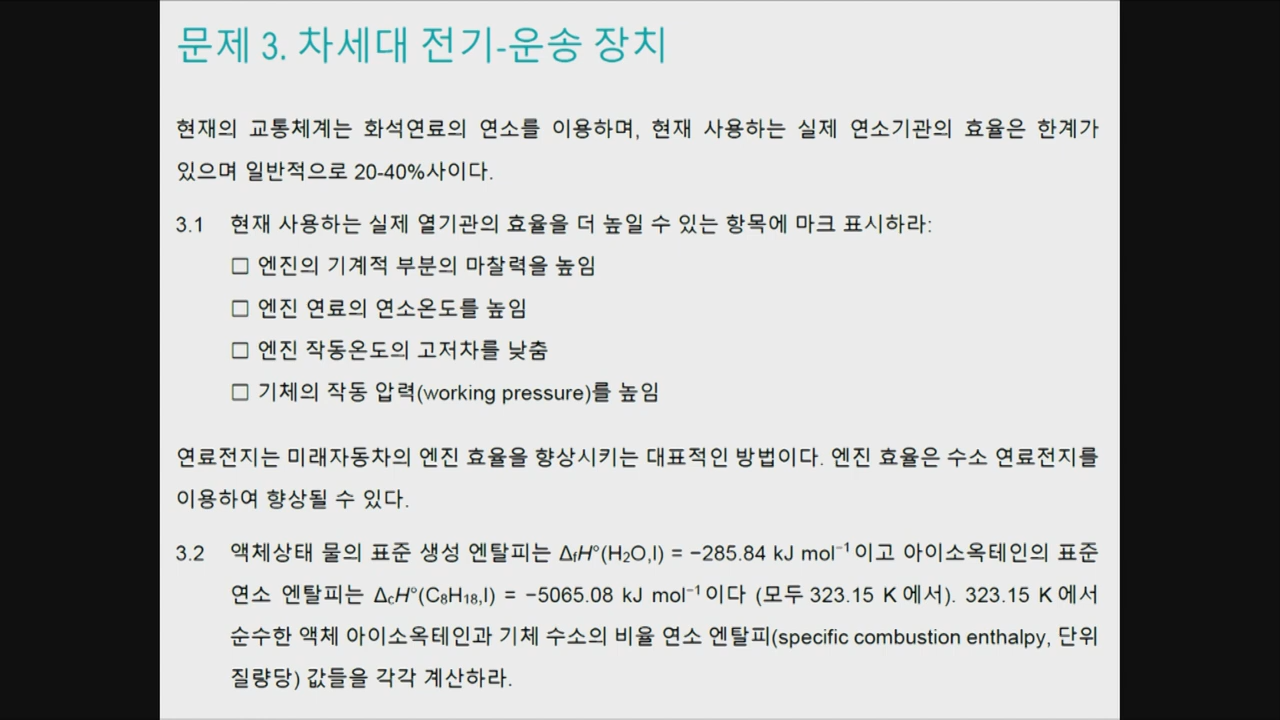 문제 3. 차세대 전기-운송 장치
현재의 교통체계는 화석연료의 연소를 이용하며, 현재 사용하는 실제 연소기관의 효율은 한계가
있으며 일반적으로 20-40%사이다.
3.1 현재 사용하는 실제 열기관의 효율을 더 높일 수 있는 항목에 마크 표시하라:
□ 엔진의 기계적 부분의 마찰력을 높임
□ 엔진 연료의 연소온도를 높임
□ 엔진 작동온도의 고저차를 낮춤
□ 기체의 작동 압력(working pressure)를 높임
연료전지는 미래자동차의 엔진 효율을 향상시키는 대표적인 방법이다. 엔진 효율은 수소 연료전지를
이용하여 향상될 수 있다.
3.2 액체상태 물의 표준 생성 엔탈피는 ΔfH°(H₂O,l) = −285.84 kJ mol⁻¹이고 아이소옥테인의 표준
연소 엔탈피는 ΔcH°(C₈H₁₈,l) = −5065.08 kJ mol⁻¹이다 (모두 323.15 K에서). 323.15 K에서
순수한 액체 아이소옥테인과 기체 수소의 비율 연소 엔탈피(specific combustion enthalpy, 단위
질량당) 값들을 각각 계산하라.